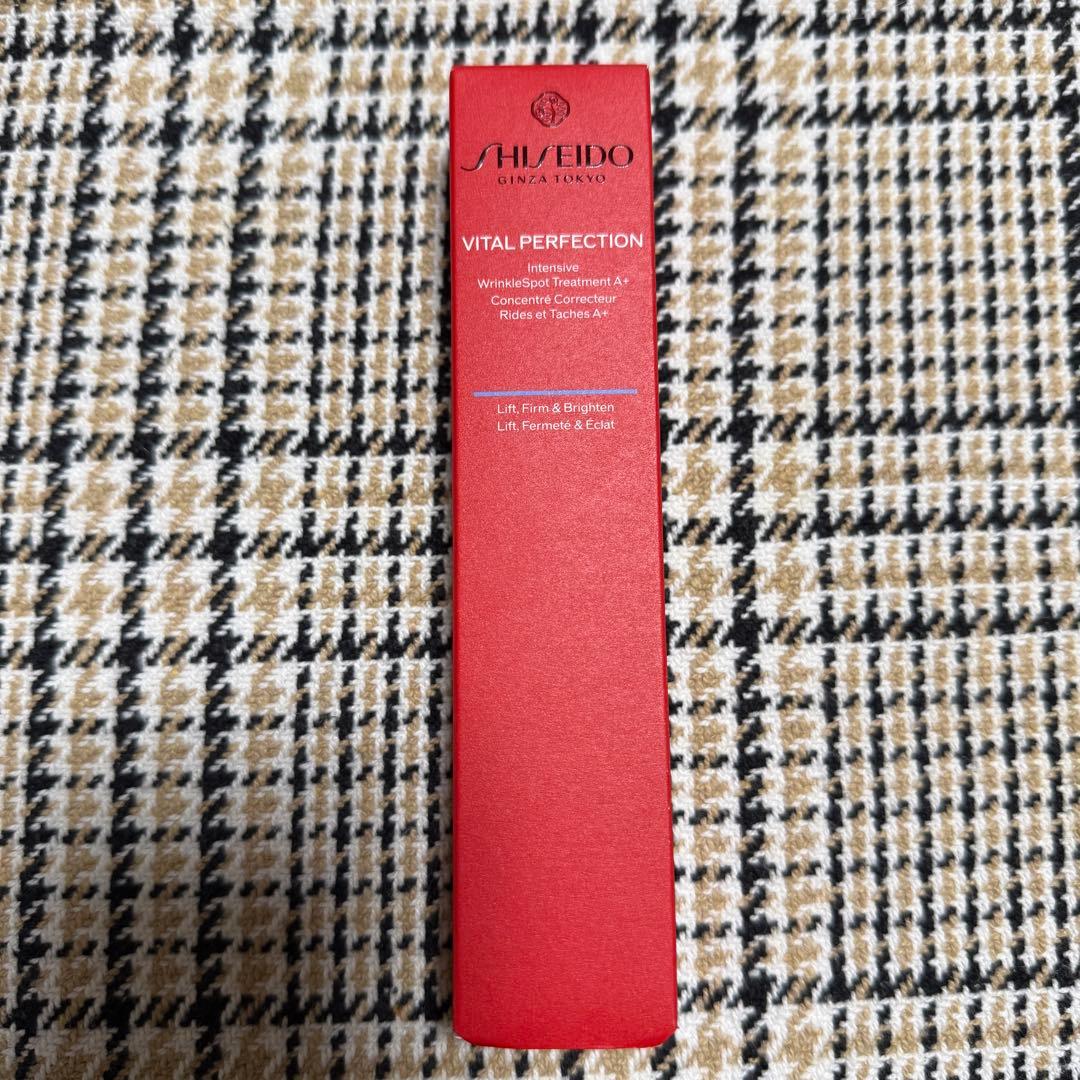 SHISEIDO
GINZA TOKYO
VITAL PERFECTION
Intensive
WrinkleSpot Treatment A+
Concentré Correcteur
Rides et Taches A+
Lift, Firm & Brighten
Lift, Fermeté & Éclat